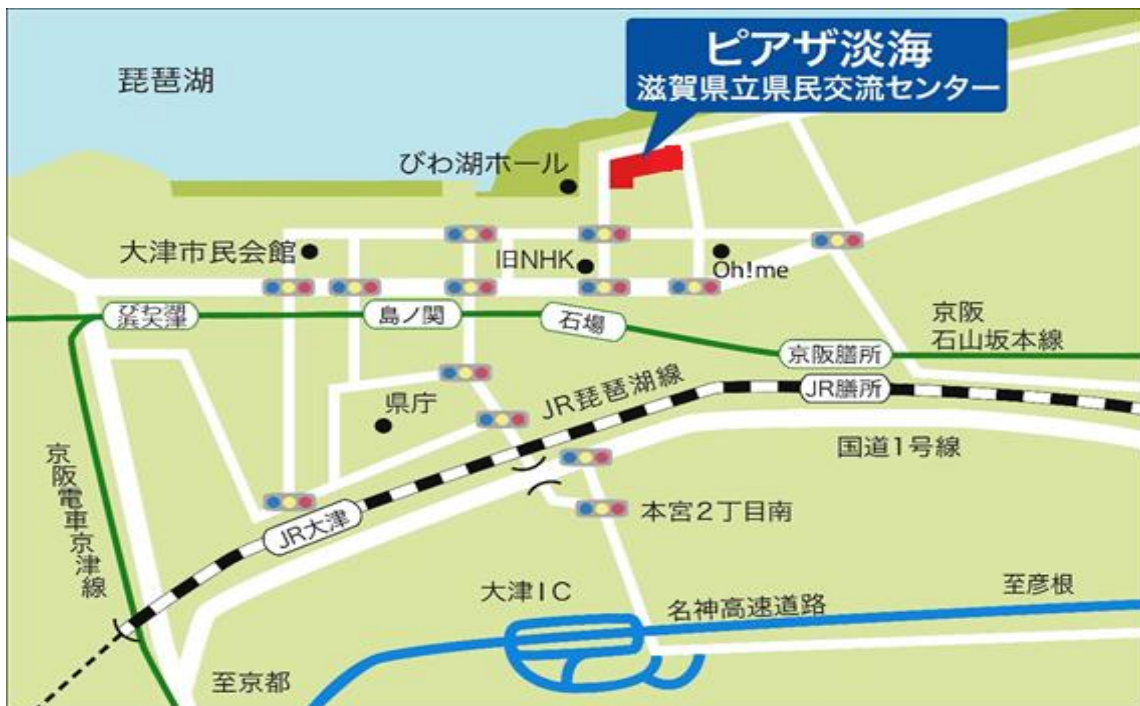 ピアザ淡海
滋賀県立県民交流センター
琵琶湖
びわ湖ホール
大津市民会館
旧NHK
Oh!me
びわ湖
浜大津
島ノ関
石場
京阪膳所
京阪
石山坂本線
県庁
JR琵琶湖線
JR膳所
国道1号線
京阪電車京津線
JR大津
本宮2丁目南
大津IC
名神高速道路
至彦根
至京都